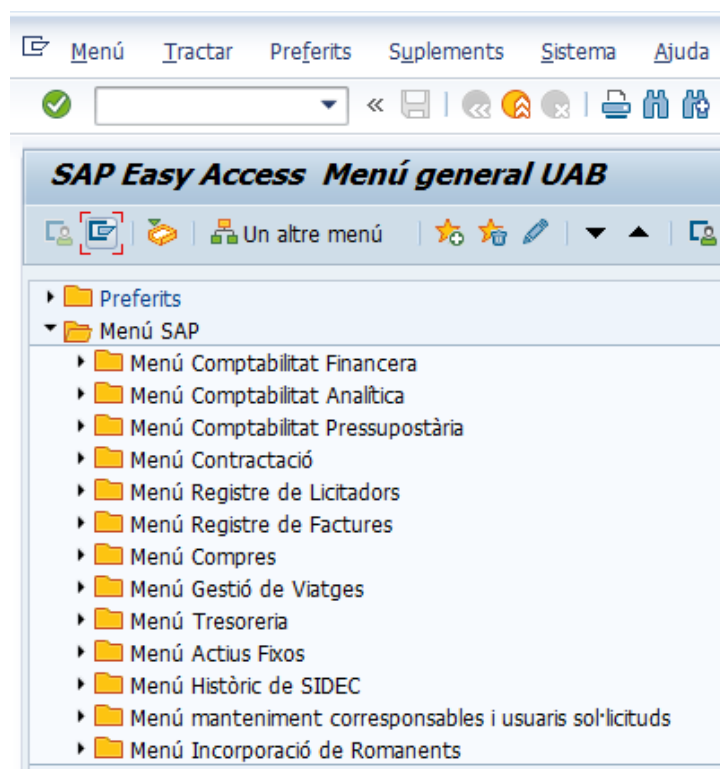 Menú Tractar Preferits Suplements Sistema Ajuda
SAP Easy Access Menú general UAB
Un altre menú
Preferits
Menú SAP
Menú Comptabilitat Financera
Menú Comptabilitat Analítica
Menú Comptabilitat Pressupostària
Menú Contractació
Menú Registre de Licitadors
Menú Registre de Factures
Menú Compres
Menú Gestió de Viatges
Menú Tresoreria
Menú Actius Fixos
Menú Històric de SIDEC
Menú manteniment corresponsables i usuaris sol·licituds
Menú Incorporació de Romanents